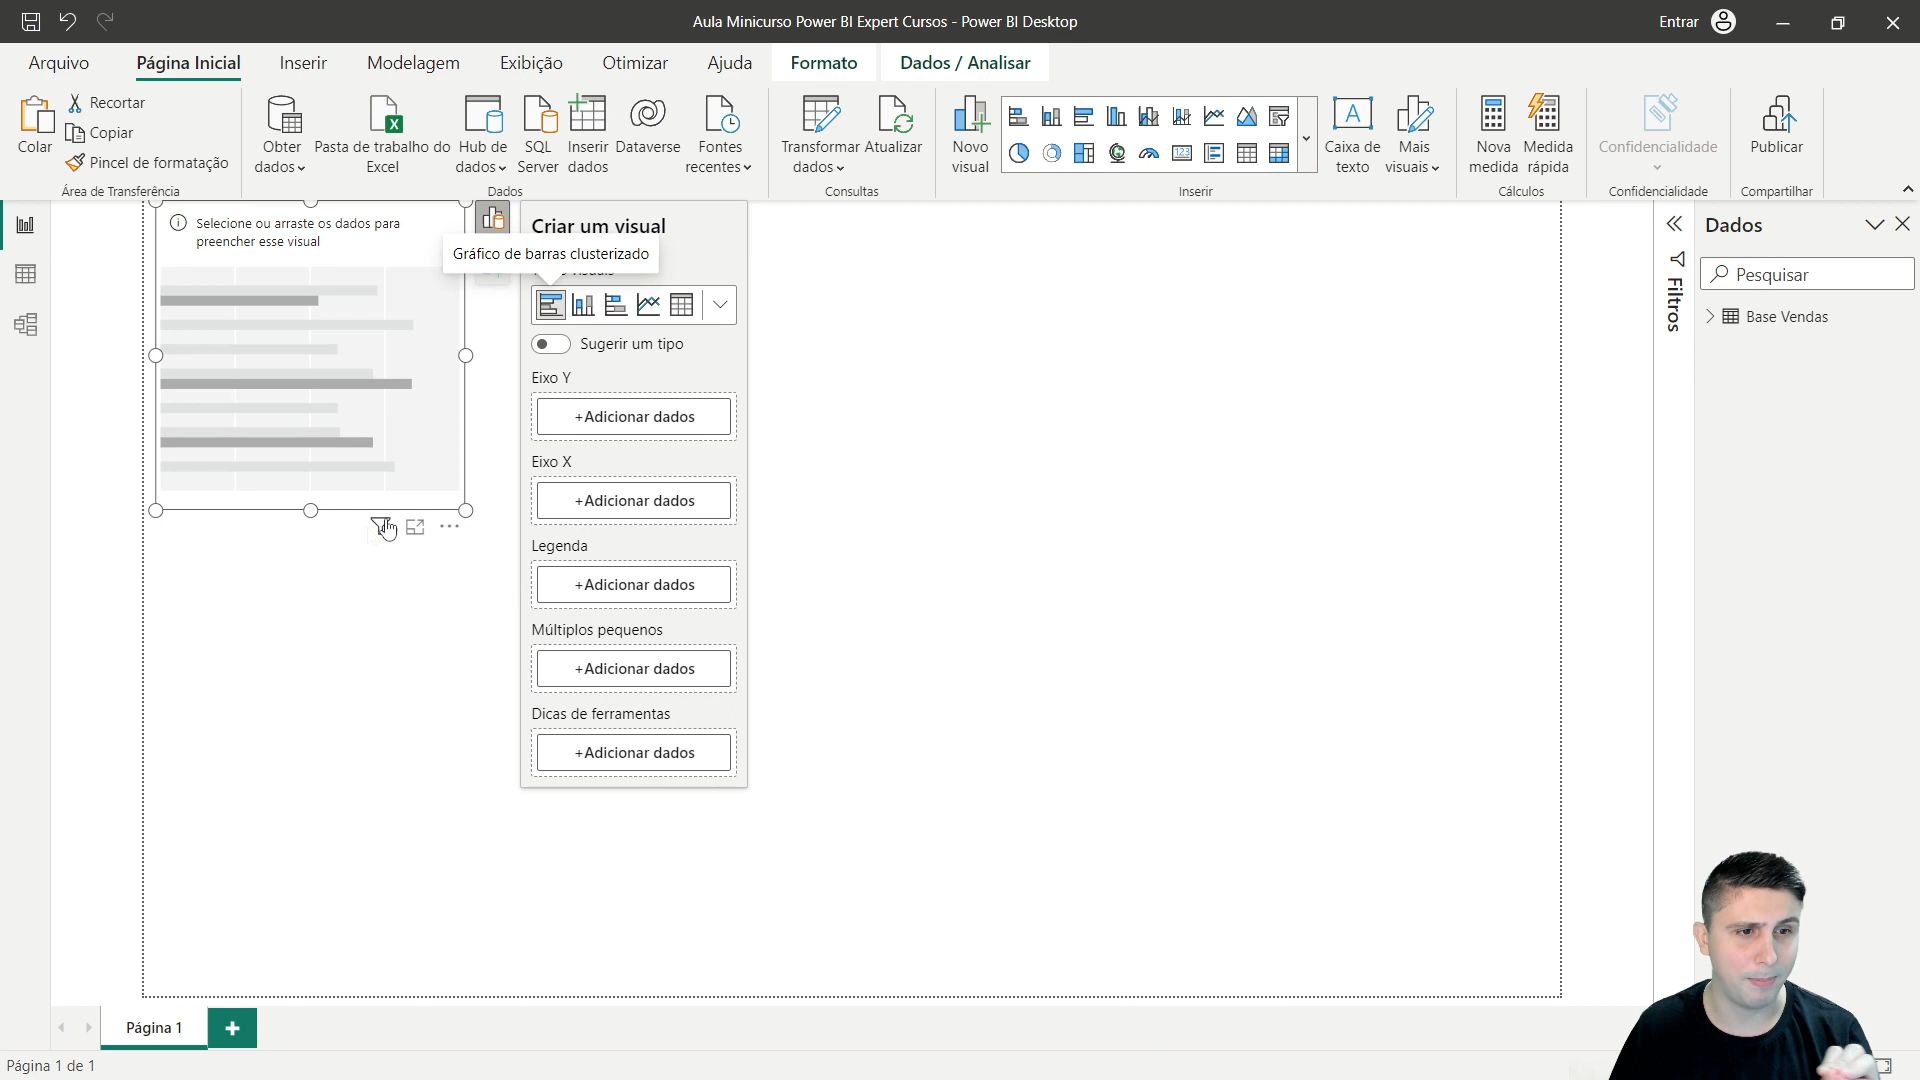 Aula Minicurso Power BI Expert Cursos - Power BI Desktop
Entrar
Arquivo
Página Inicial
Inserir
Modelagem
Exibição
Otimizar
Ajuda
Formato
Dados / Analisar
Colar
Recortar
Copiar
Pincel de formatação
Área de Transferência
Obter
dados
Pasta de trabalho do
Excel
Hub de
dados
SQL
Server
Inserir
dados
Dataverse
Fontes
recentes
Dados
Transformar
dados
Atualizar
Consultas
Novo
visual
123
A
Caixa de
texto
Mais
visuais
Inserir
Nova
medida
Medida
rápida
Cálculos
Confidencialidade
Confidencialidade
Publicar
Compartilhar
Selecione ou arraste os dados para
preencher esse visual
Criar um visual
Gráfico de barras clusterizado
Sugerir um tipo
Eixo Y
+Adicionar dados
Eixo X
+Adicionar dados
Legenda
+Adicionar dados
Múltiplos pequenos
+Adicionar dados
Dicas de ferramentas
+Adicionar dados
Filtros
Dados
Pesquisar
Base Vendas
Página 1
Página 1 de 1